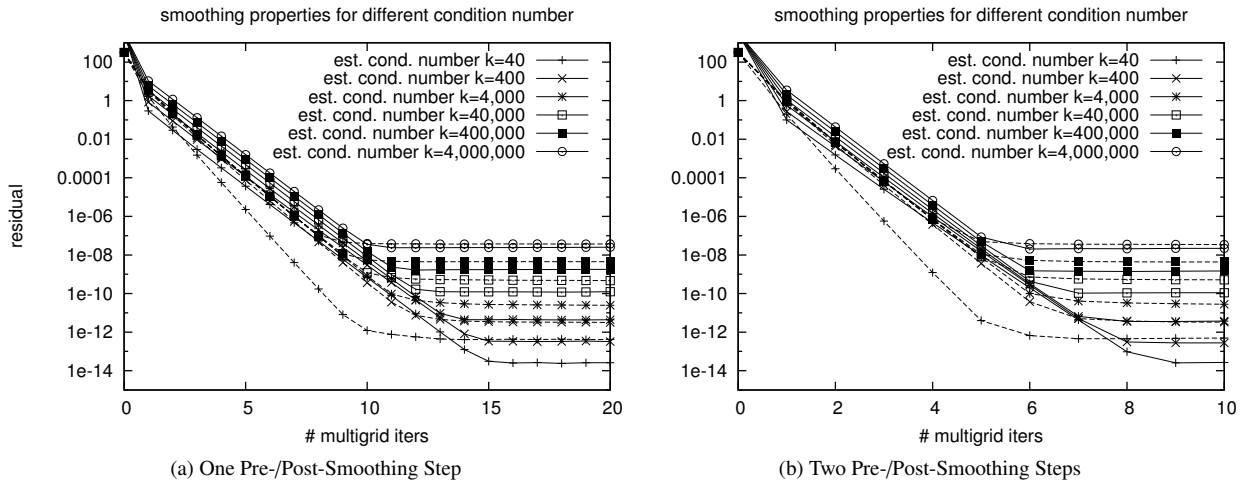 smoothing properties for different condition number
100
1
0.01
0.0001
1e-06
1e-08
1e-10
1e-12
1e-14
residual
0
5
10
15
20
# multigrid iters
est. cond. number k=40
est. cond. number k=400
est. cond. number k=4,000
est. cond. number k=40,000
est. cond. number k=400,000
est. cond. number k=4,000,000
(a) One Pre-/Post-Smoothing Step
smoothing properties for different condition number
100
1
0.01
0.0001
1e-06
1e-08
1e-10
1e-12
1e-14
0
2
4
6
8
10
# multigrid iters
est. cond. number k=40
est. cond. number k=400
est. cond. number k=4,000
est. cond. number k=40,000
est. cond. number k=400,000
est. cond. number k=4,000,000
(b) Two Pre-/Post-Smoothing Steps